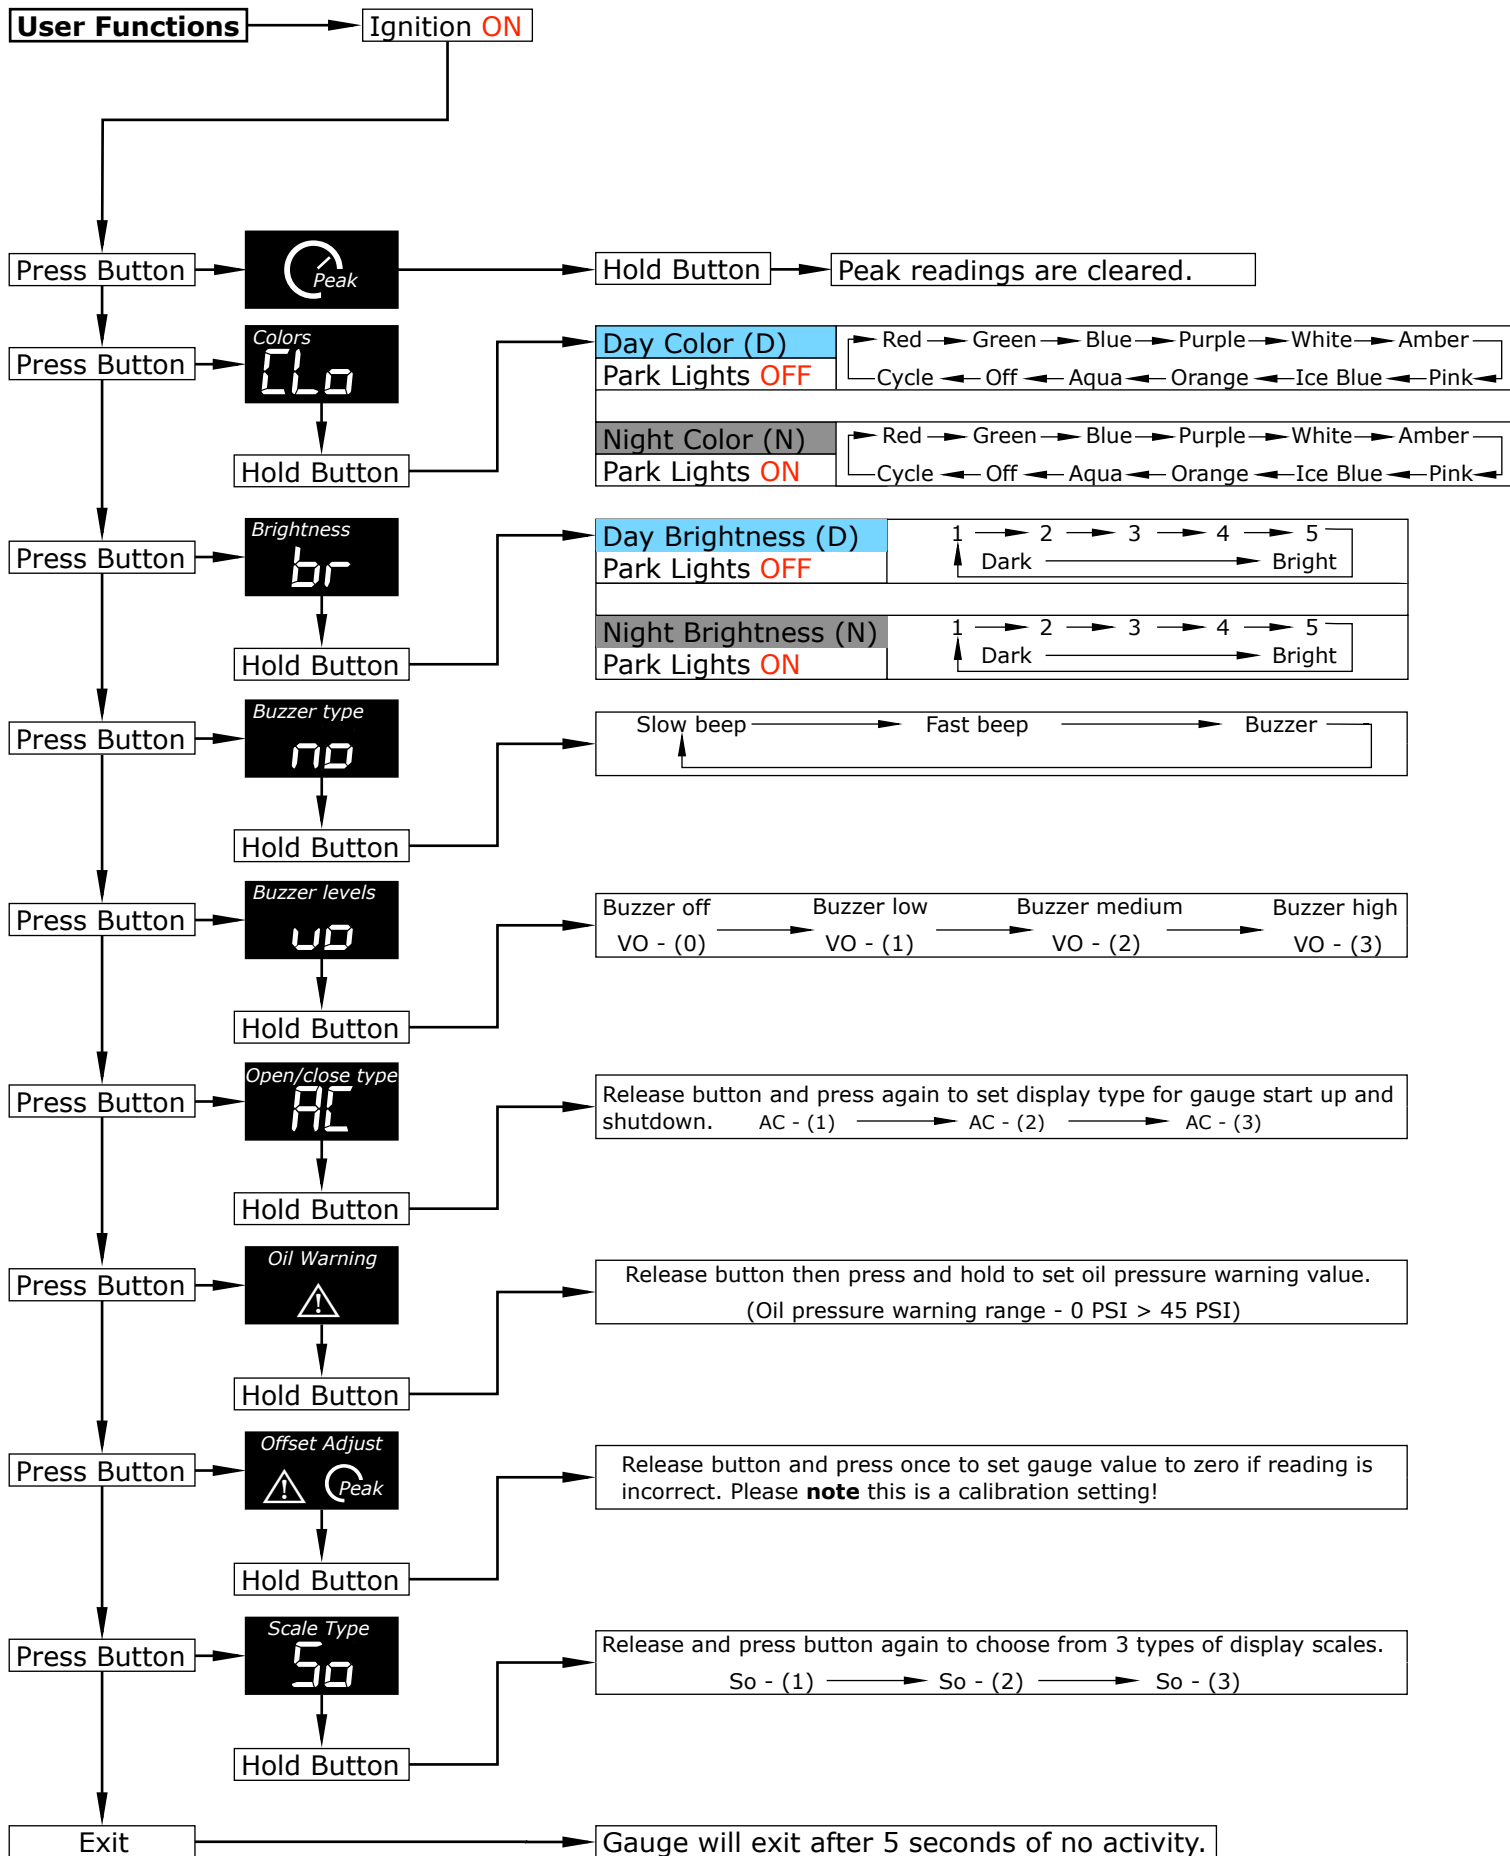 User Functions
Ignition ON
Press Button
Peak
Hold Button
Peak readings are cleared.
Press Button
Colors
CLo
Hold Button
Day Color (D)
Park Lights OFF
Red Green Blue Purple White Amber
Cycle Off Aqua Orange Ice Blue Pink
Night Color (N)
Park Lights ON
Red Green Blue Purple White Amber
Cycle Off Aqua Orange Ice Blue Pink
Press Button
Brightness
br
Hold Button
Day Brightness (D)
Park Lights OFF
1 2 3 4 5
Dark Bright
Night Brightness (N)
Park Lights ON
1 2 3 4 5
Dark Bright
Press Button
Buzzer type
no
Hold Button
Slow beep Fast beep Buzzer
Press Button
Buzzer levels
vo
Hold Button
Buzzer off Buzzer low Buzzer medium Buzzer high
VO - (0) VO - (1) VO - (2) VO - (3)
Press Button
Open/close type
AC
Hold Button
Release button and press again to set display type for gauge start up and
shutdown. AC - (1) AC - (2) AC - (3)
Press Button
Oil Warning
!
Hold Button
Release button then press and hold to set oil pressure warning value.
(Oil pressure warning range - 0 PSI > 45 PSI)
Press Button
Offset Adjust
! Peak
Hold Button
Release button and press once to set gauge value to zero if reading is
incorrect. Please note this is a calibration setting!
Press Button
Scale Type
So
Hold Button
Release and press button again to choose from 3 types of display scales.
So - (1) So - (2) So - (3)
Exit
Gauge will exit after 5 seconds of no activity.